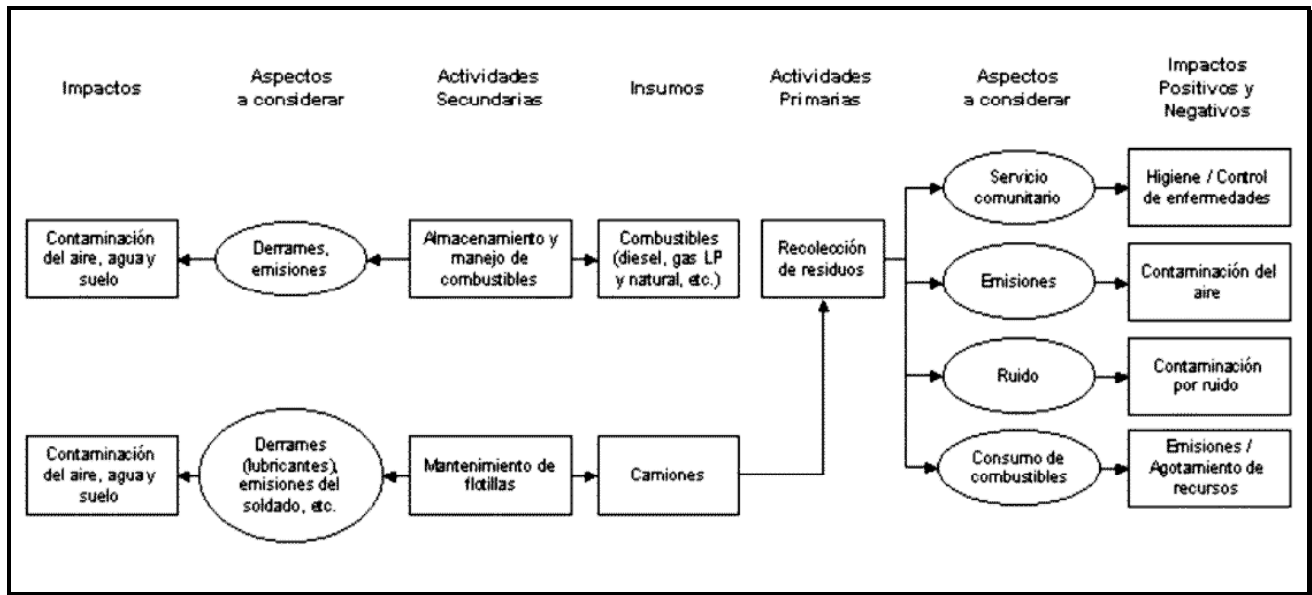 Impactos
Aspectos
a considerar
Actividades
Secundarias
Insumos
Actividades
Primarias
Aspectos
a considerar
Impactos
Positivos y
Negativos
Contaminación
del aire, agua y
suelo
Derrames,
emisiones
Almacenamiento y
manejo de
combustibles
Combustibles
(diesel, gas LP
y natural, etc.)
Recolección
de residuos
Servicio
comunitario
Higiene / Control
de enfermedades
Emisiones
Contaminación del
aire
Ruido
Contaminación
por ruido
Contaminación
del aire, agua y
suelo
Derrames
(lubricantes),
emisiones del
soldado, etc.
Mantenimiento de
flotillas
Camiones
Consumo de
combustibles
Emisiones /
Agotamiento de
recursos